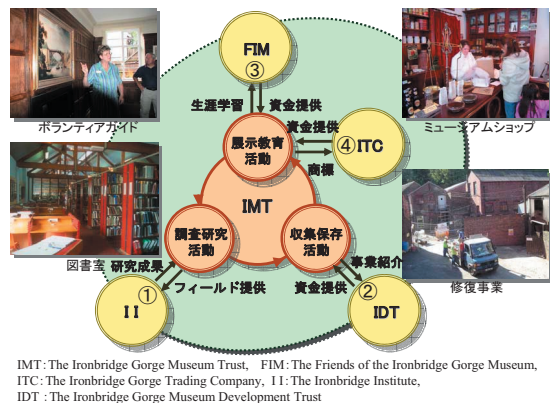 FIM
③
生涯学習
資金提供
ボランティアガイド
展示教育
活動
資金提供
④ITC
商標
ミュージアムショップ
IMT
調査研究
活動
収集保存
活動
図書室
研究成果
フィールド提供
①
I I
事業紹介
資金提供
②
IDT
修復事業
IMT：The Ironbridge Gorge Museum Trust, FIM：The Friends of the Ironbridge Gorge Museum,
ITC：The Ironbridge Gorge Trading Company, I I：The Ironbridge Institute,
IDT：The Ironbridge Gorge Museum Development Trust